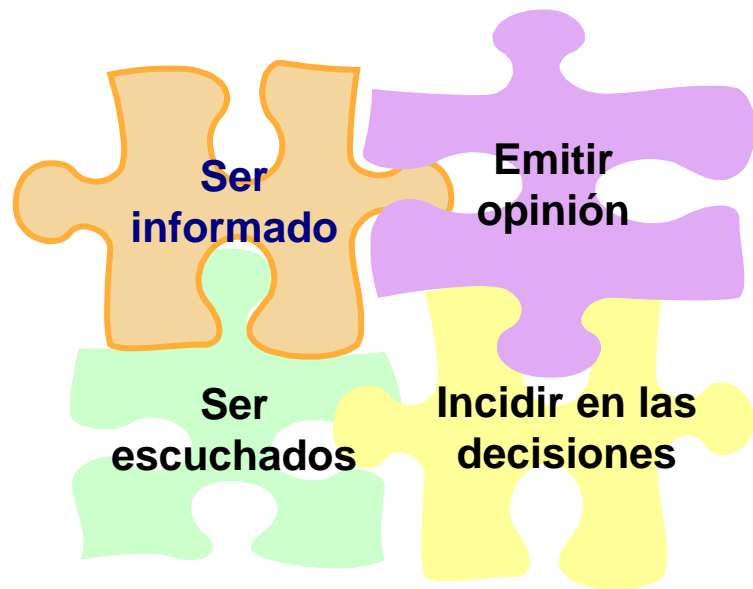 Ser
informado
Emitir
opinión
Ser
escuchados
Incidir en las
decisiones